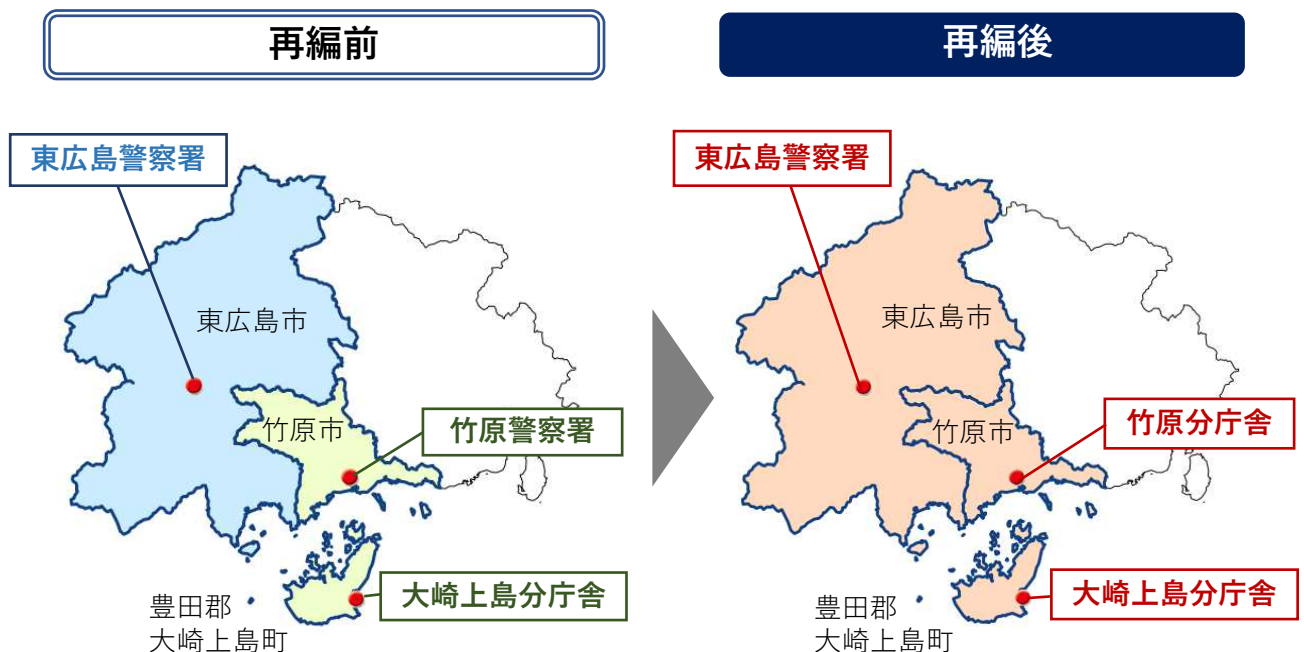 再編前
再編後
東広島警察署
東広島市
竹原市
竹原警察署
大崎上島分庁舎
豊田郡
大崎上島町
東広島警察署
東広島市
竹原市
竹原分庁舎
大崎上島分庁舎
豊田郡
大崎上島町